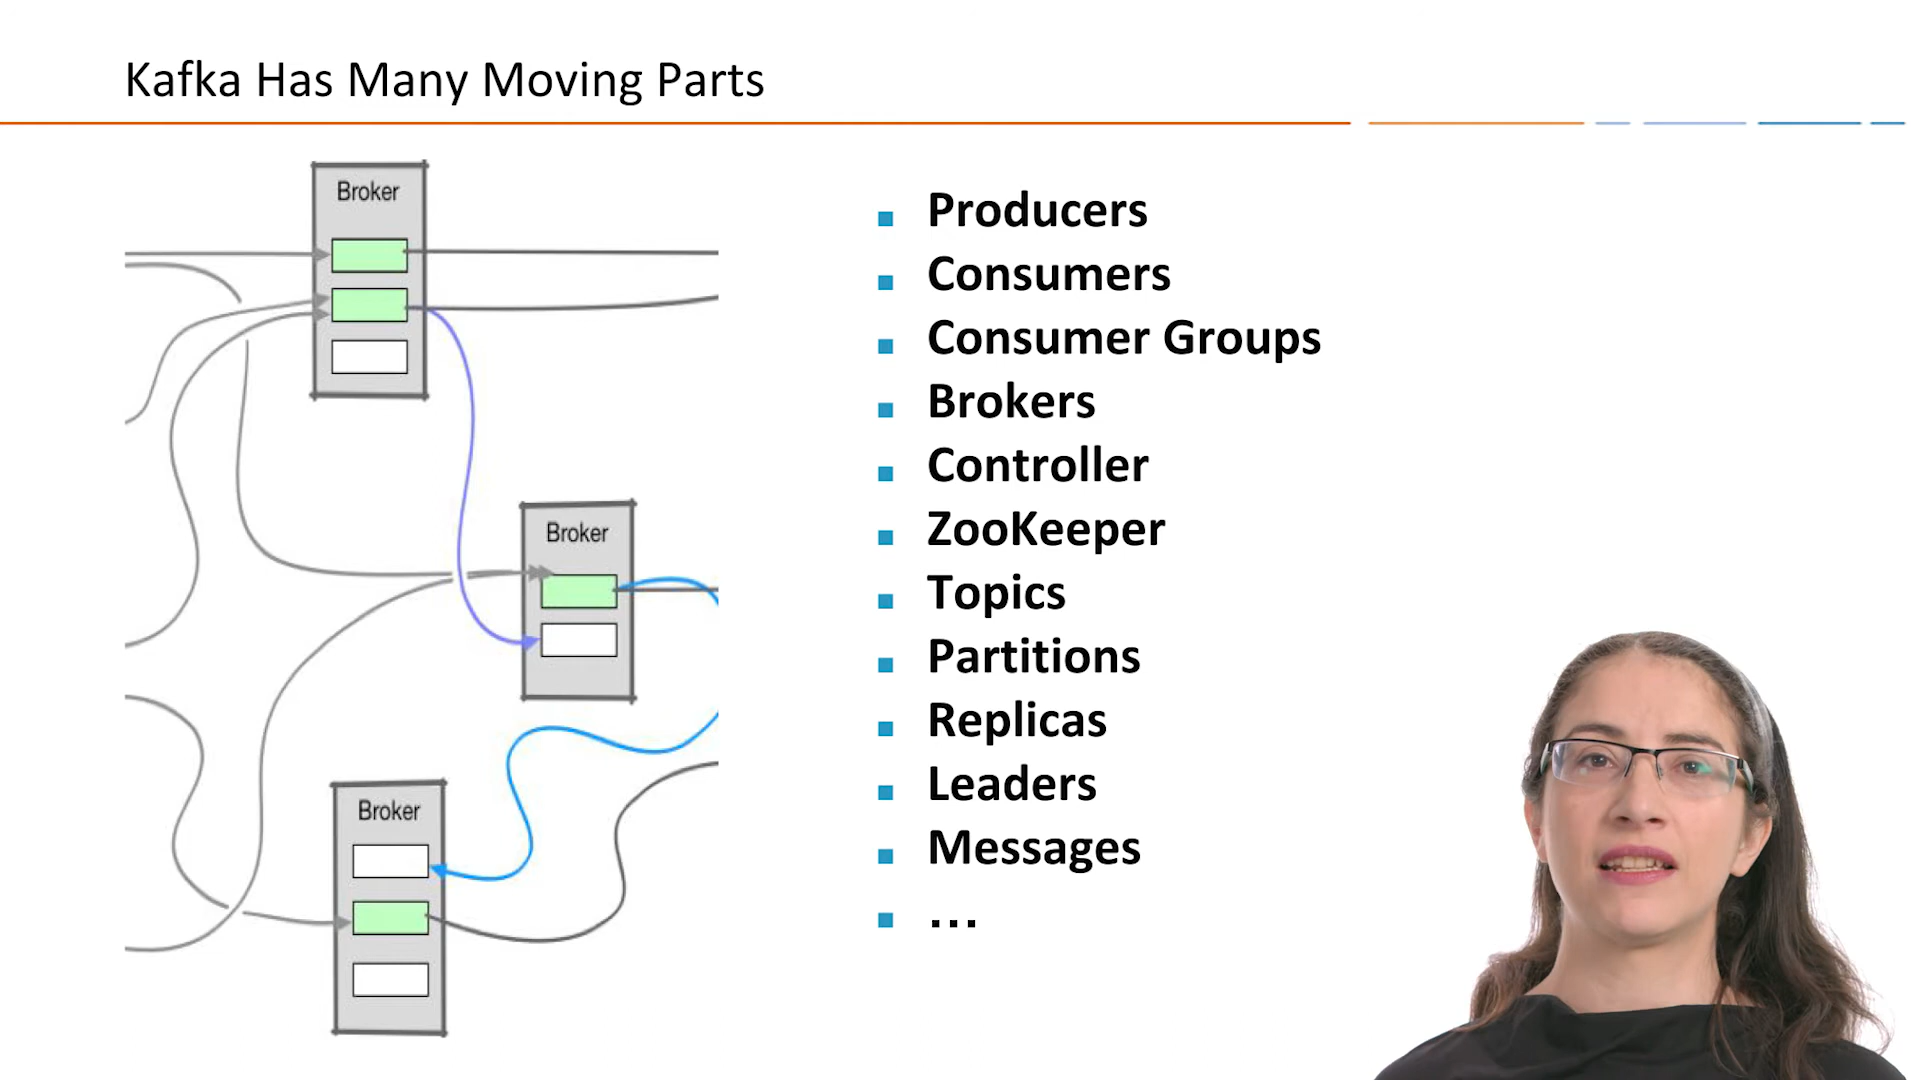 Kafka Has Many Moving Parts
Broker
Broker
Broker
Producers
Consumers
Consumer Groups
Brokers
Controller
ZooKeeper
Topics
Partitions
Replicas
Leaders
Messages
...